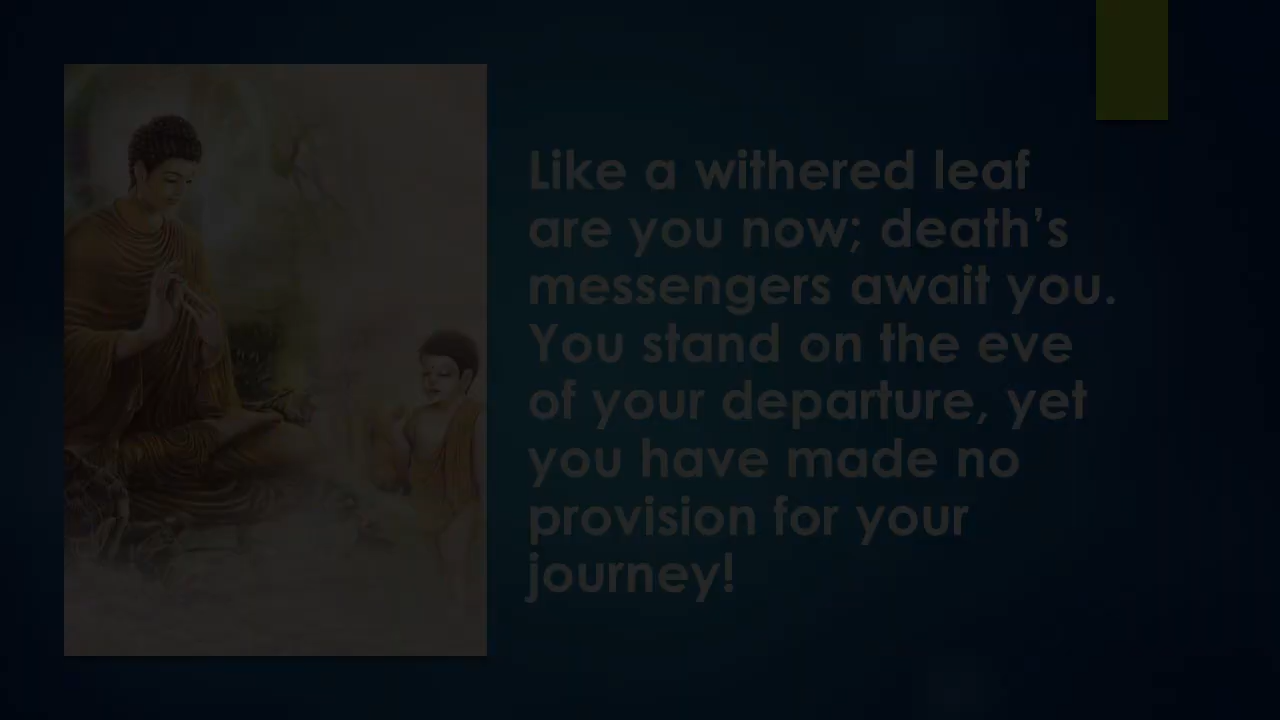 Like a withered leaf
are you now; death’s
messengers await you.
You stand on the eve
of your departure, yet
you have made no
provision for your
journey!